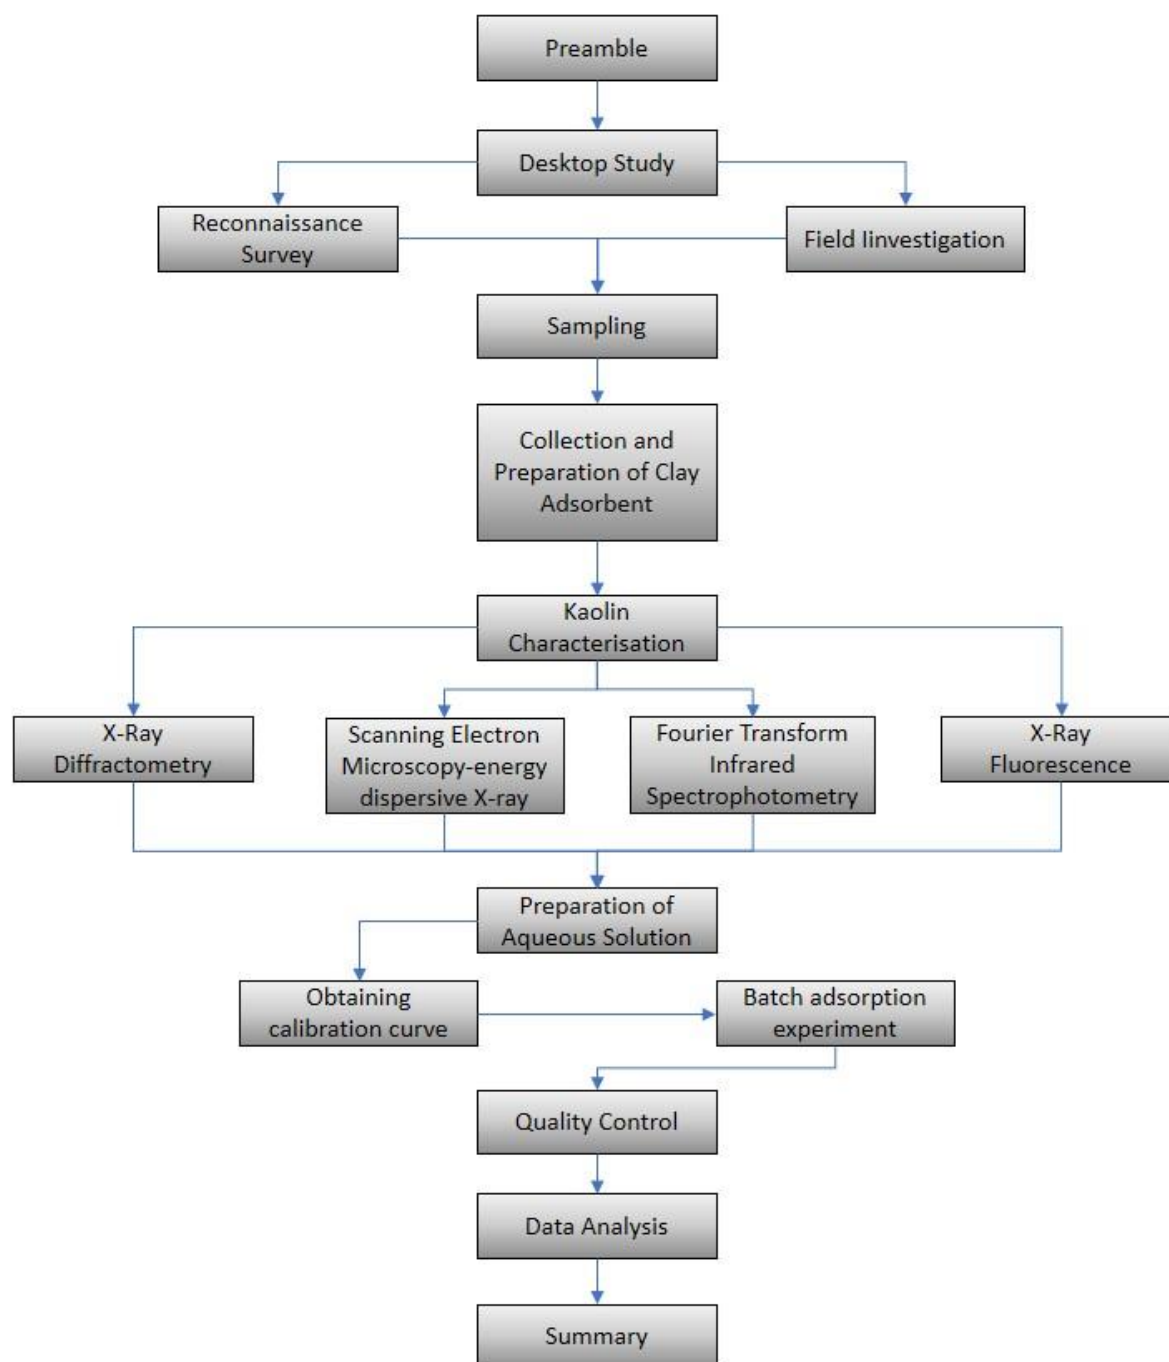 Preamble
Desktop Study
Reconnaissance
Survey
Field Iinvestigation
Sampling
Collection and
Preparation of Clay
Adsorbent
Kaolin
Characterisation
X-Ray
Diffractometry
Scanning Electron
Microscopy-energy
dispersive X-ray
Fourier Transform
Infrared
Spectrophotometry
X-Ray
Fluorescence
Preparation of
Aqueous Solution
Obtaining
calibration curve
Batch adsorption
experiment
Quality Control
Data Analysis
Summary